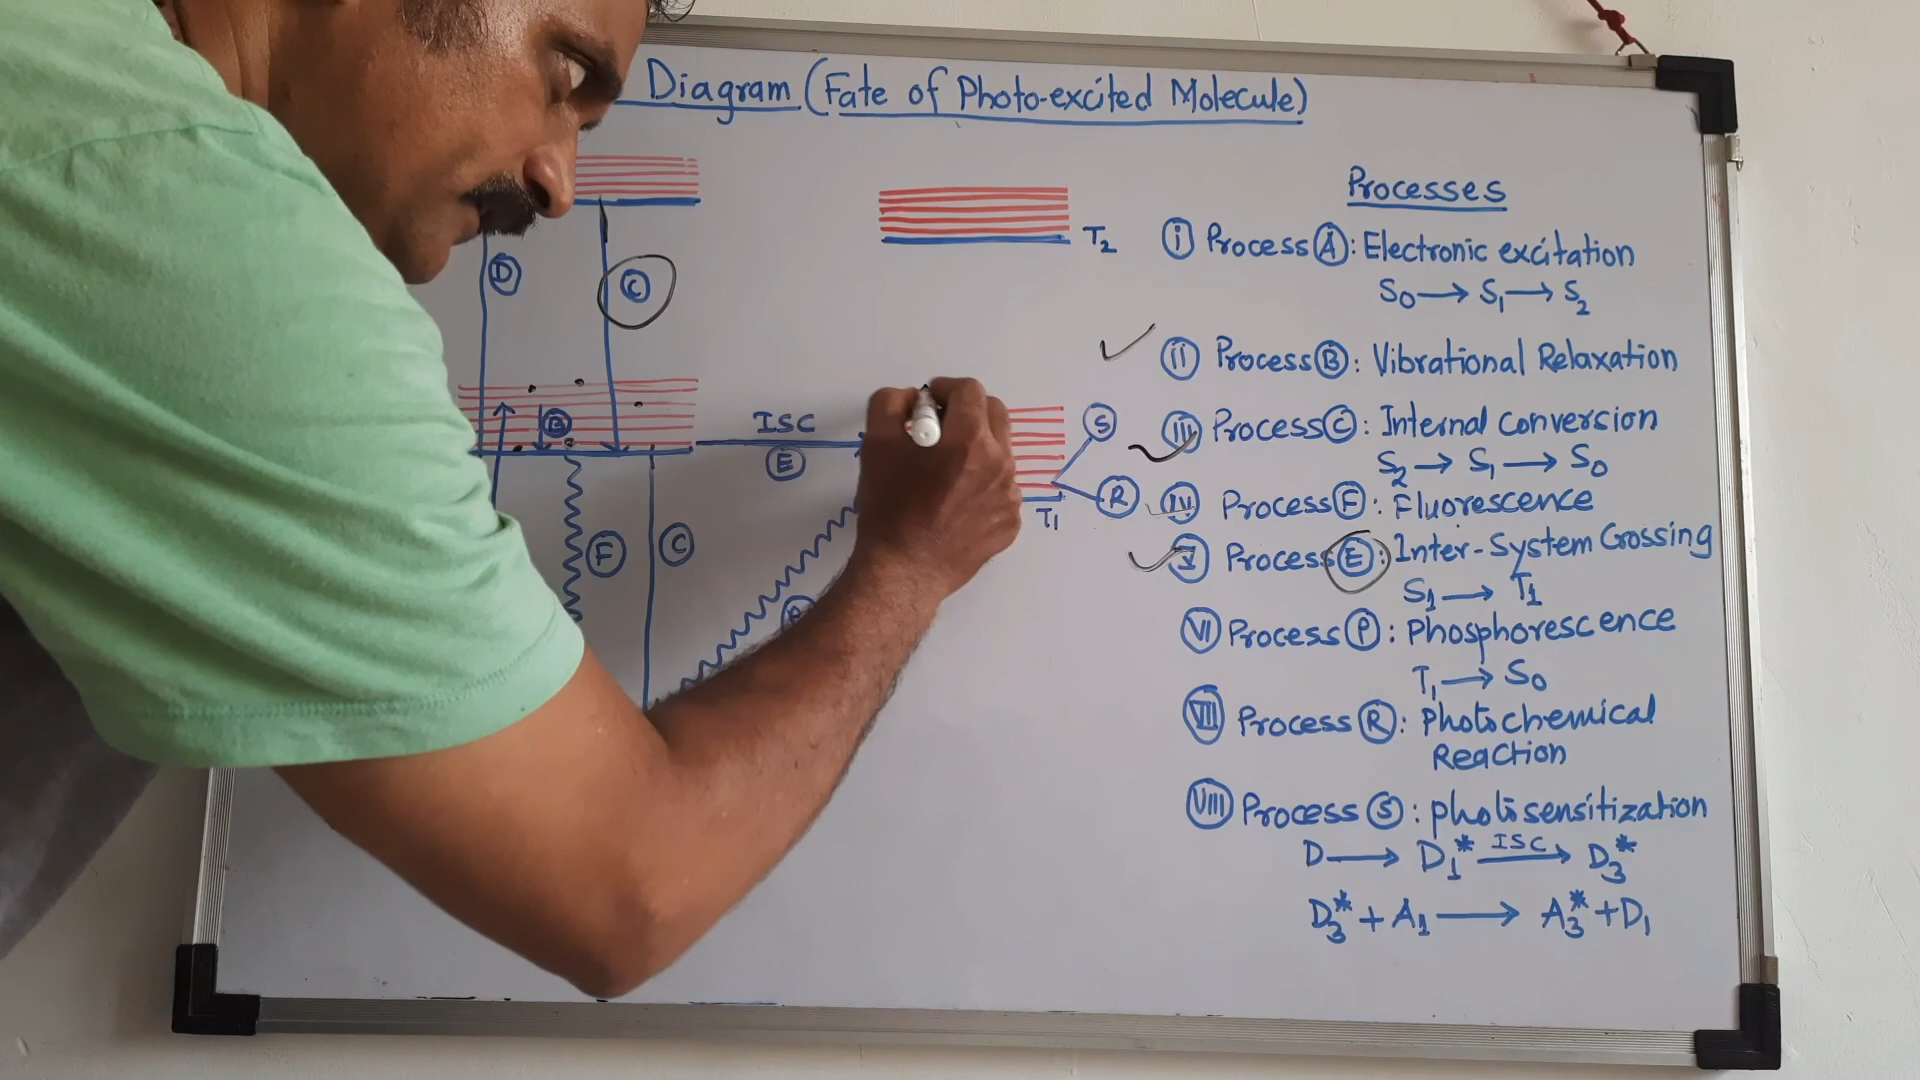 Diagram (Fate of Photo-excited Molecule)
Processes
T2
i Process A: Electronic excitation
S0 → S1 → S2
D
C
ii Process B: Vibrational Relaxation
B
ISC
E
S
R
T1
iii Process C: Internal Conversion
S2 → S1 → S0
iv Process F: Fluorescence
F
C
V Process E: Inter-System Crossing
S1 → T1
VI Process P: Phosphorescence
T1 → S0
VII Process R: Photochemical
Reaction
VIII Process S: Photosensitization
D → D1* ISC → D3*
D3* + A1 → A3* + D1